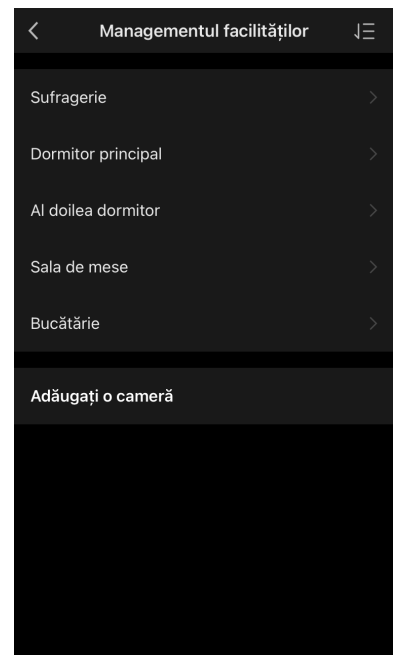 Managementul facilităților
Sufragerie
Dormitor principal
Al doilea dormitor
Sala de mese
Bucătărie
Adăugați o cameră